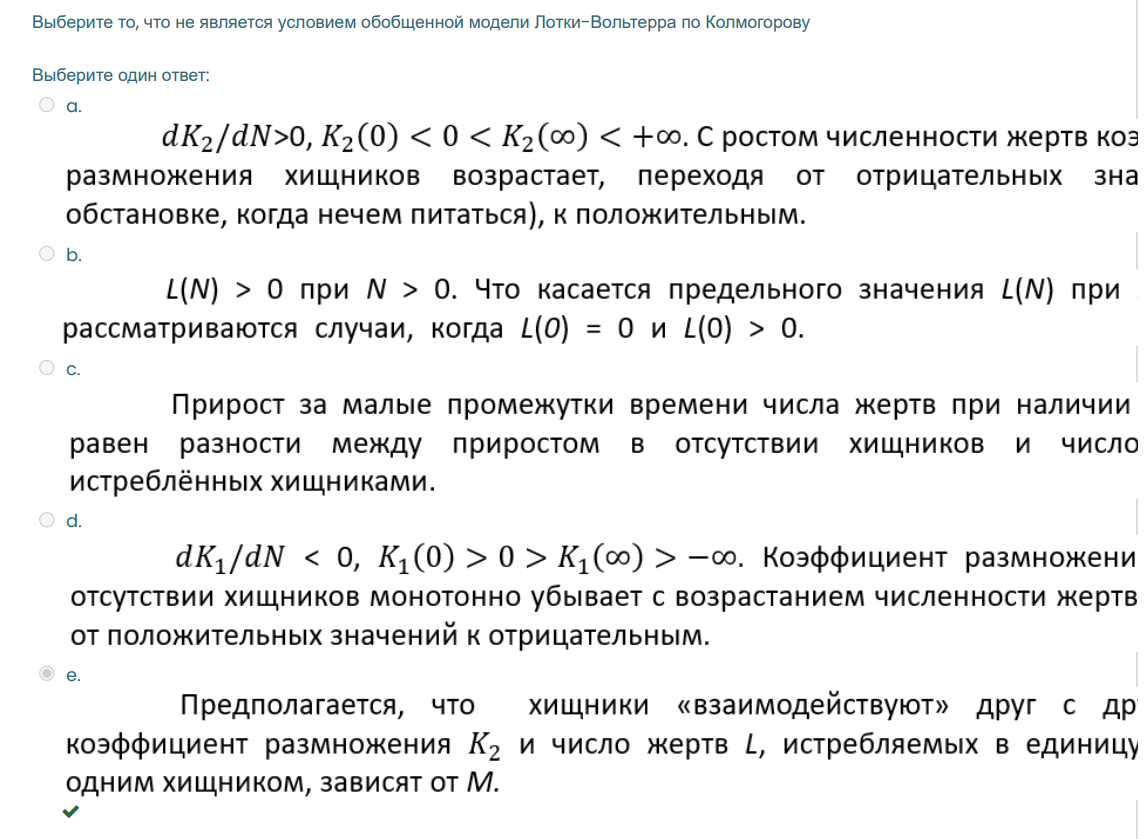 Выберите то, что не является условием обобщенной модели Лотки-Вольтерра по Колмогорову
Выберите один ответ:
a.
dK₂/dN>0, K₂(0) < 0 < K₂(∞) < +∞. С ростом численности жертв коэ
размножения хищников возрастает, переходя от отрицательных зна
обстановке, когда нечем питаться), к положительным.
b.
L(N) > 0 при N > 0. Что касается предельного значения L(N) при
рассматриваются случаи, когда L(0) = 0 и L(0) > 0.
c.
Прирост за малые промежутки времени числа жертв при наличии
равен разности между приростом в отсутствии хищников и число
истреблённых хищниками.
d.
dK₁/dN < 0, K₁(0) > 0 > K₁(∞) > −∞. Коэффициент размножени
отсутствии хищников монотонно убывает с возрастанием численности жертв
от положительных значений к отрицательным.
e.
Предполагается, что хищники «взаимодействуют» друг с др
коэффициент размножения K₂ и число жертв L, истребляемых в единицу
одним хищником, зависят от M.